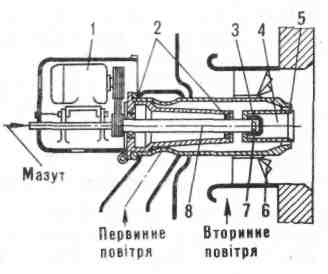 1 2 3 4 5
Мазут
8 7 6
Первинне
повітря
Вторинне
повітря